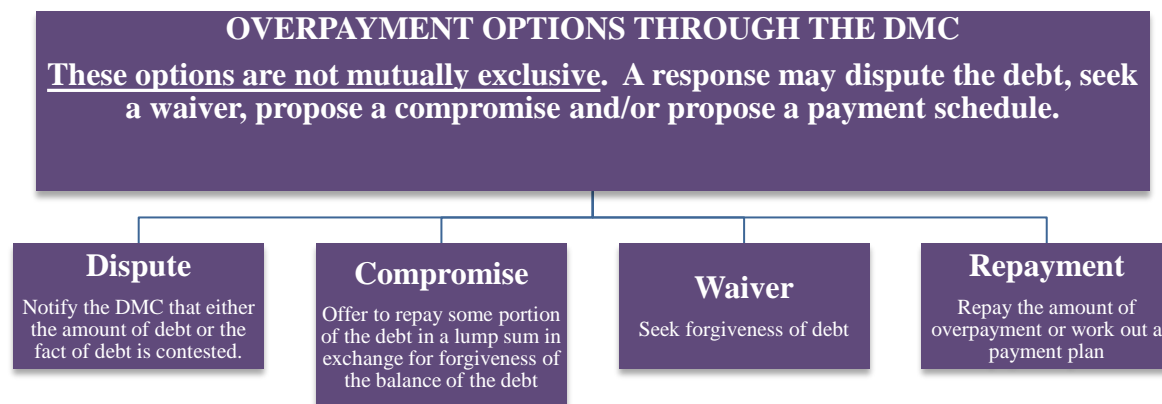 OVERPAYMENT OPTIONS THROUGH THE DMC
These options are not mutually exclusive. A response may dispute the debt, seek
a waiver, propose a compromise and/or propose a payment schedule.
Dispute
Notify the DMC that either
the amount of debt or the
fact of debt is contested.
Compromise
Offer to repay some portion
of the debt in a lump sum in
exchange for forgiveness of
the balance of the debt
Waiver
Seek forgiveness of debt
Repayment
Repay the amount of
overpayment or work out a
payment plan